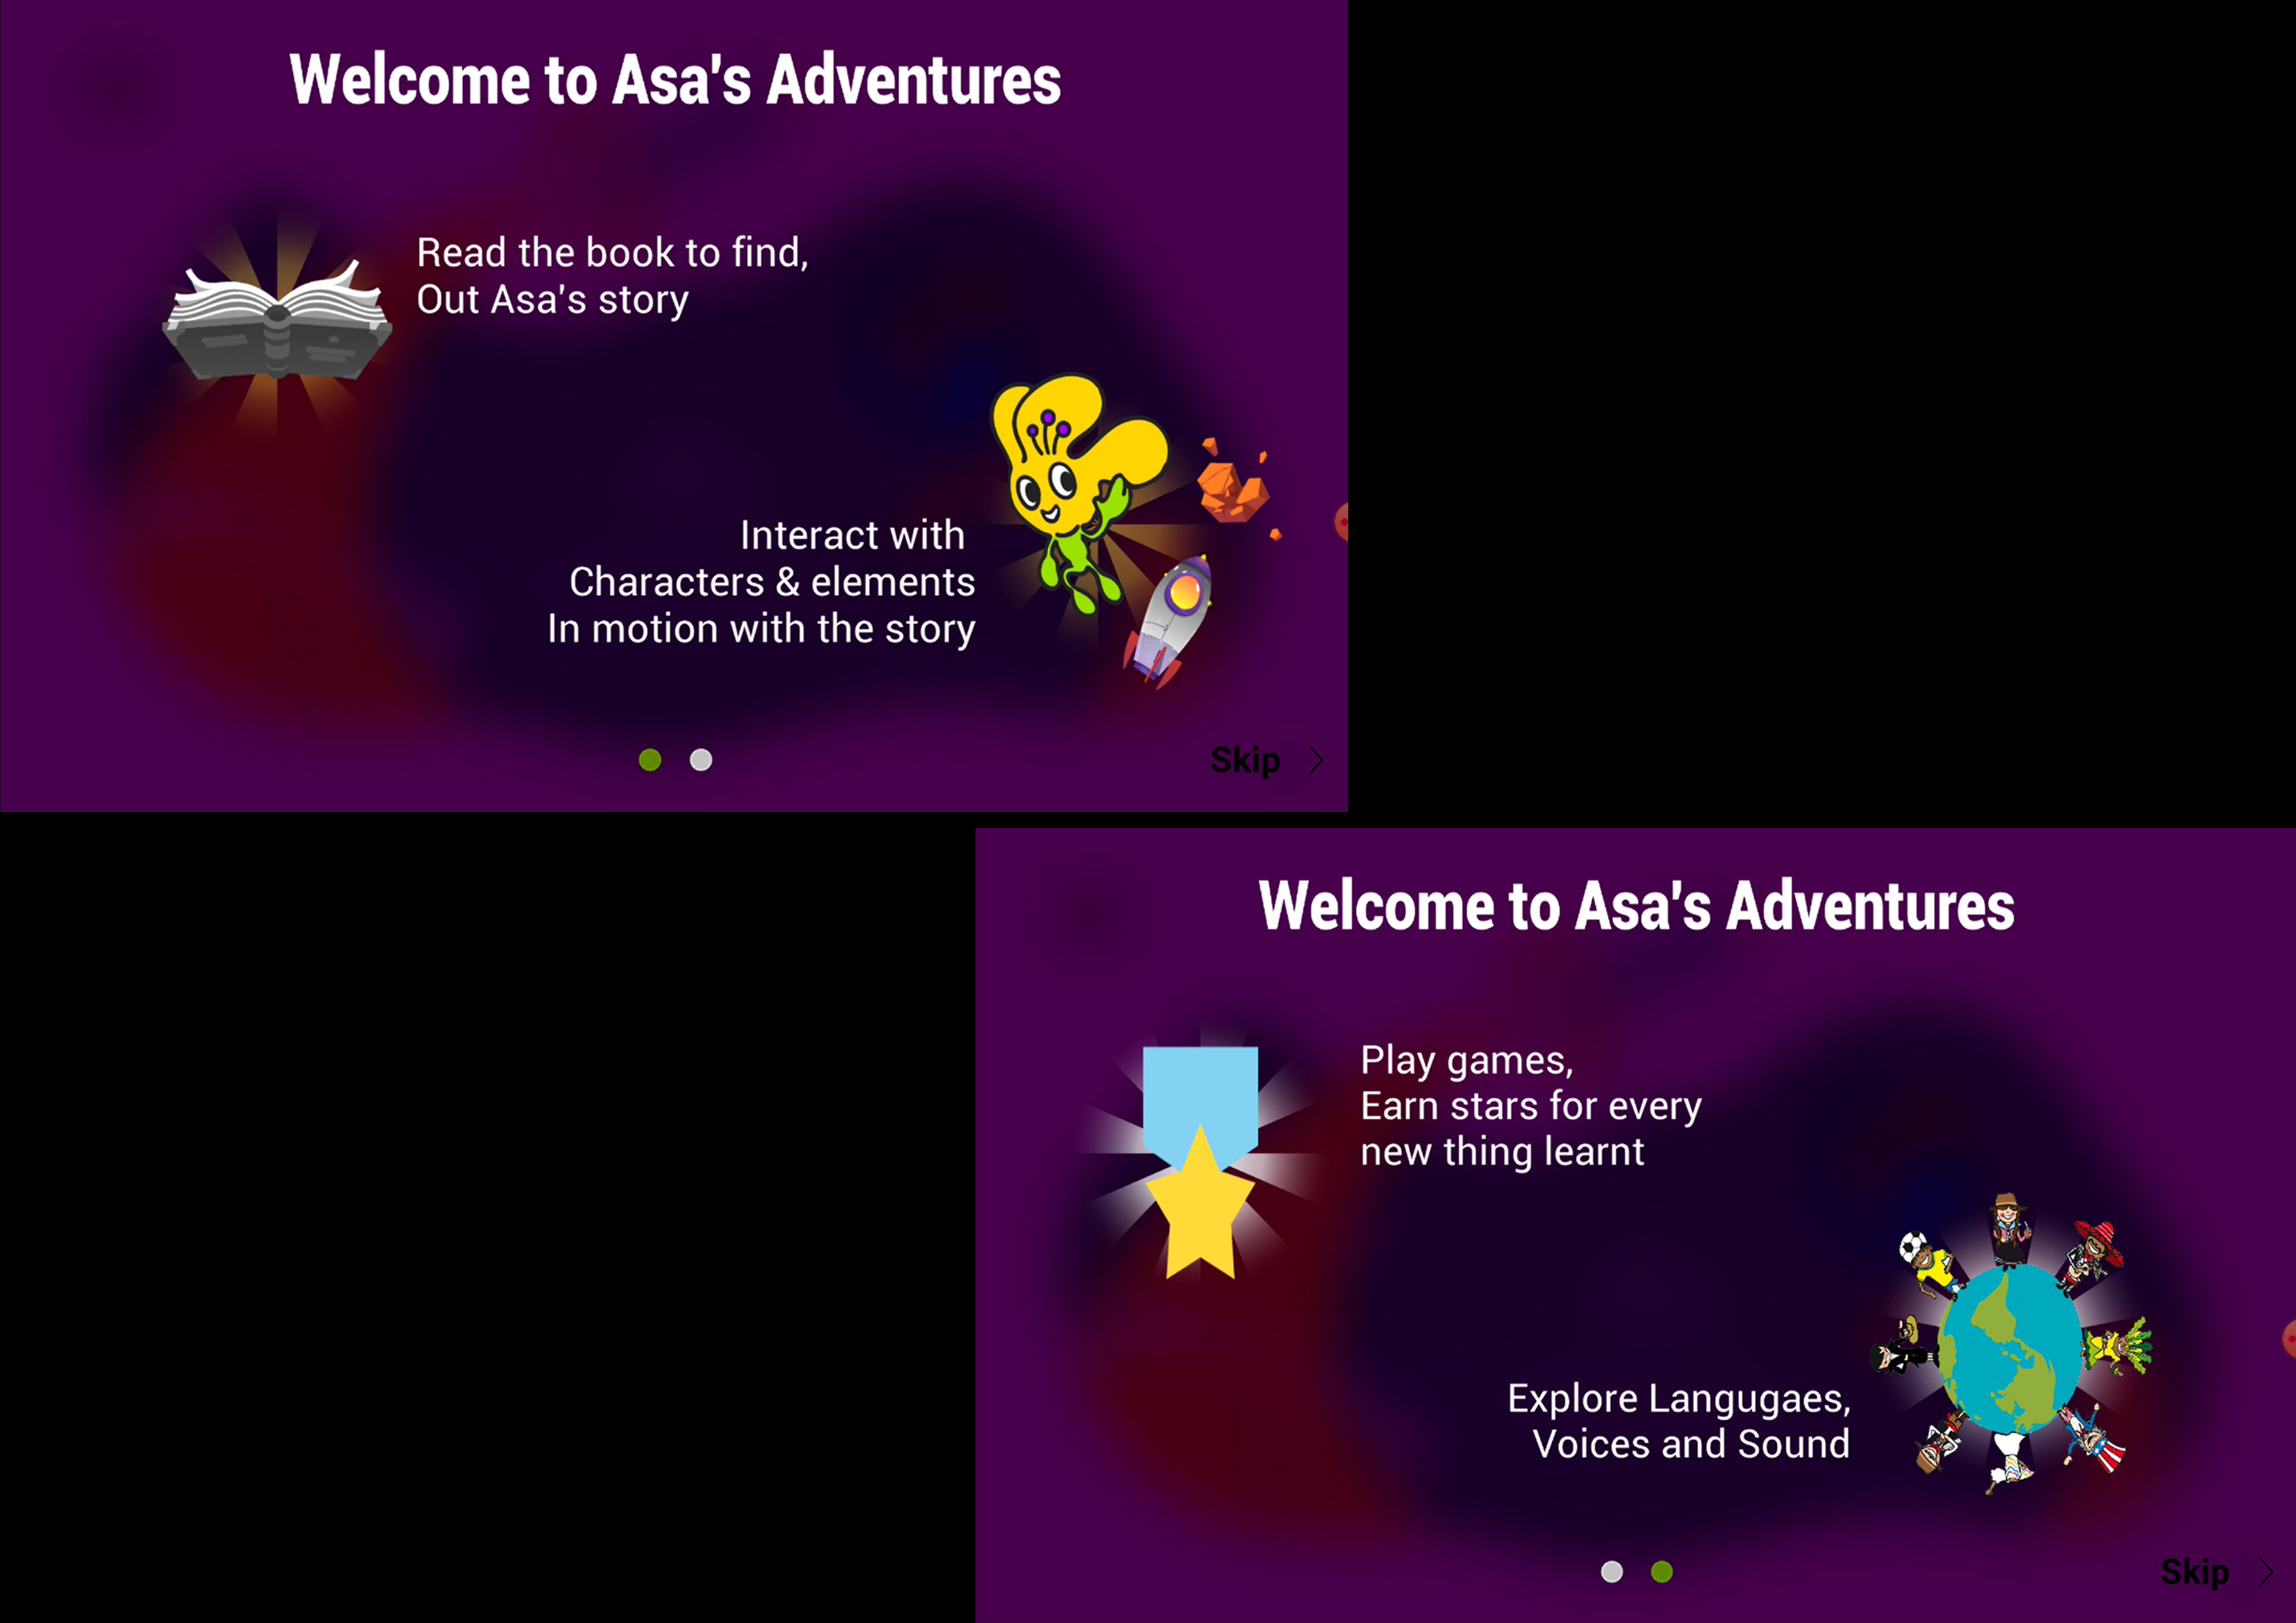 Welcome to Asa's Adventures
Read the book to find,
Out Asa's story
Interact with
Characters & elements
In motion with the story
Skip
Welcome to Asa's Adventures
Play games,
Earn stars for every
new thing learnt
Explore Langugaes,
Voices and Sound
Skip